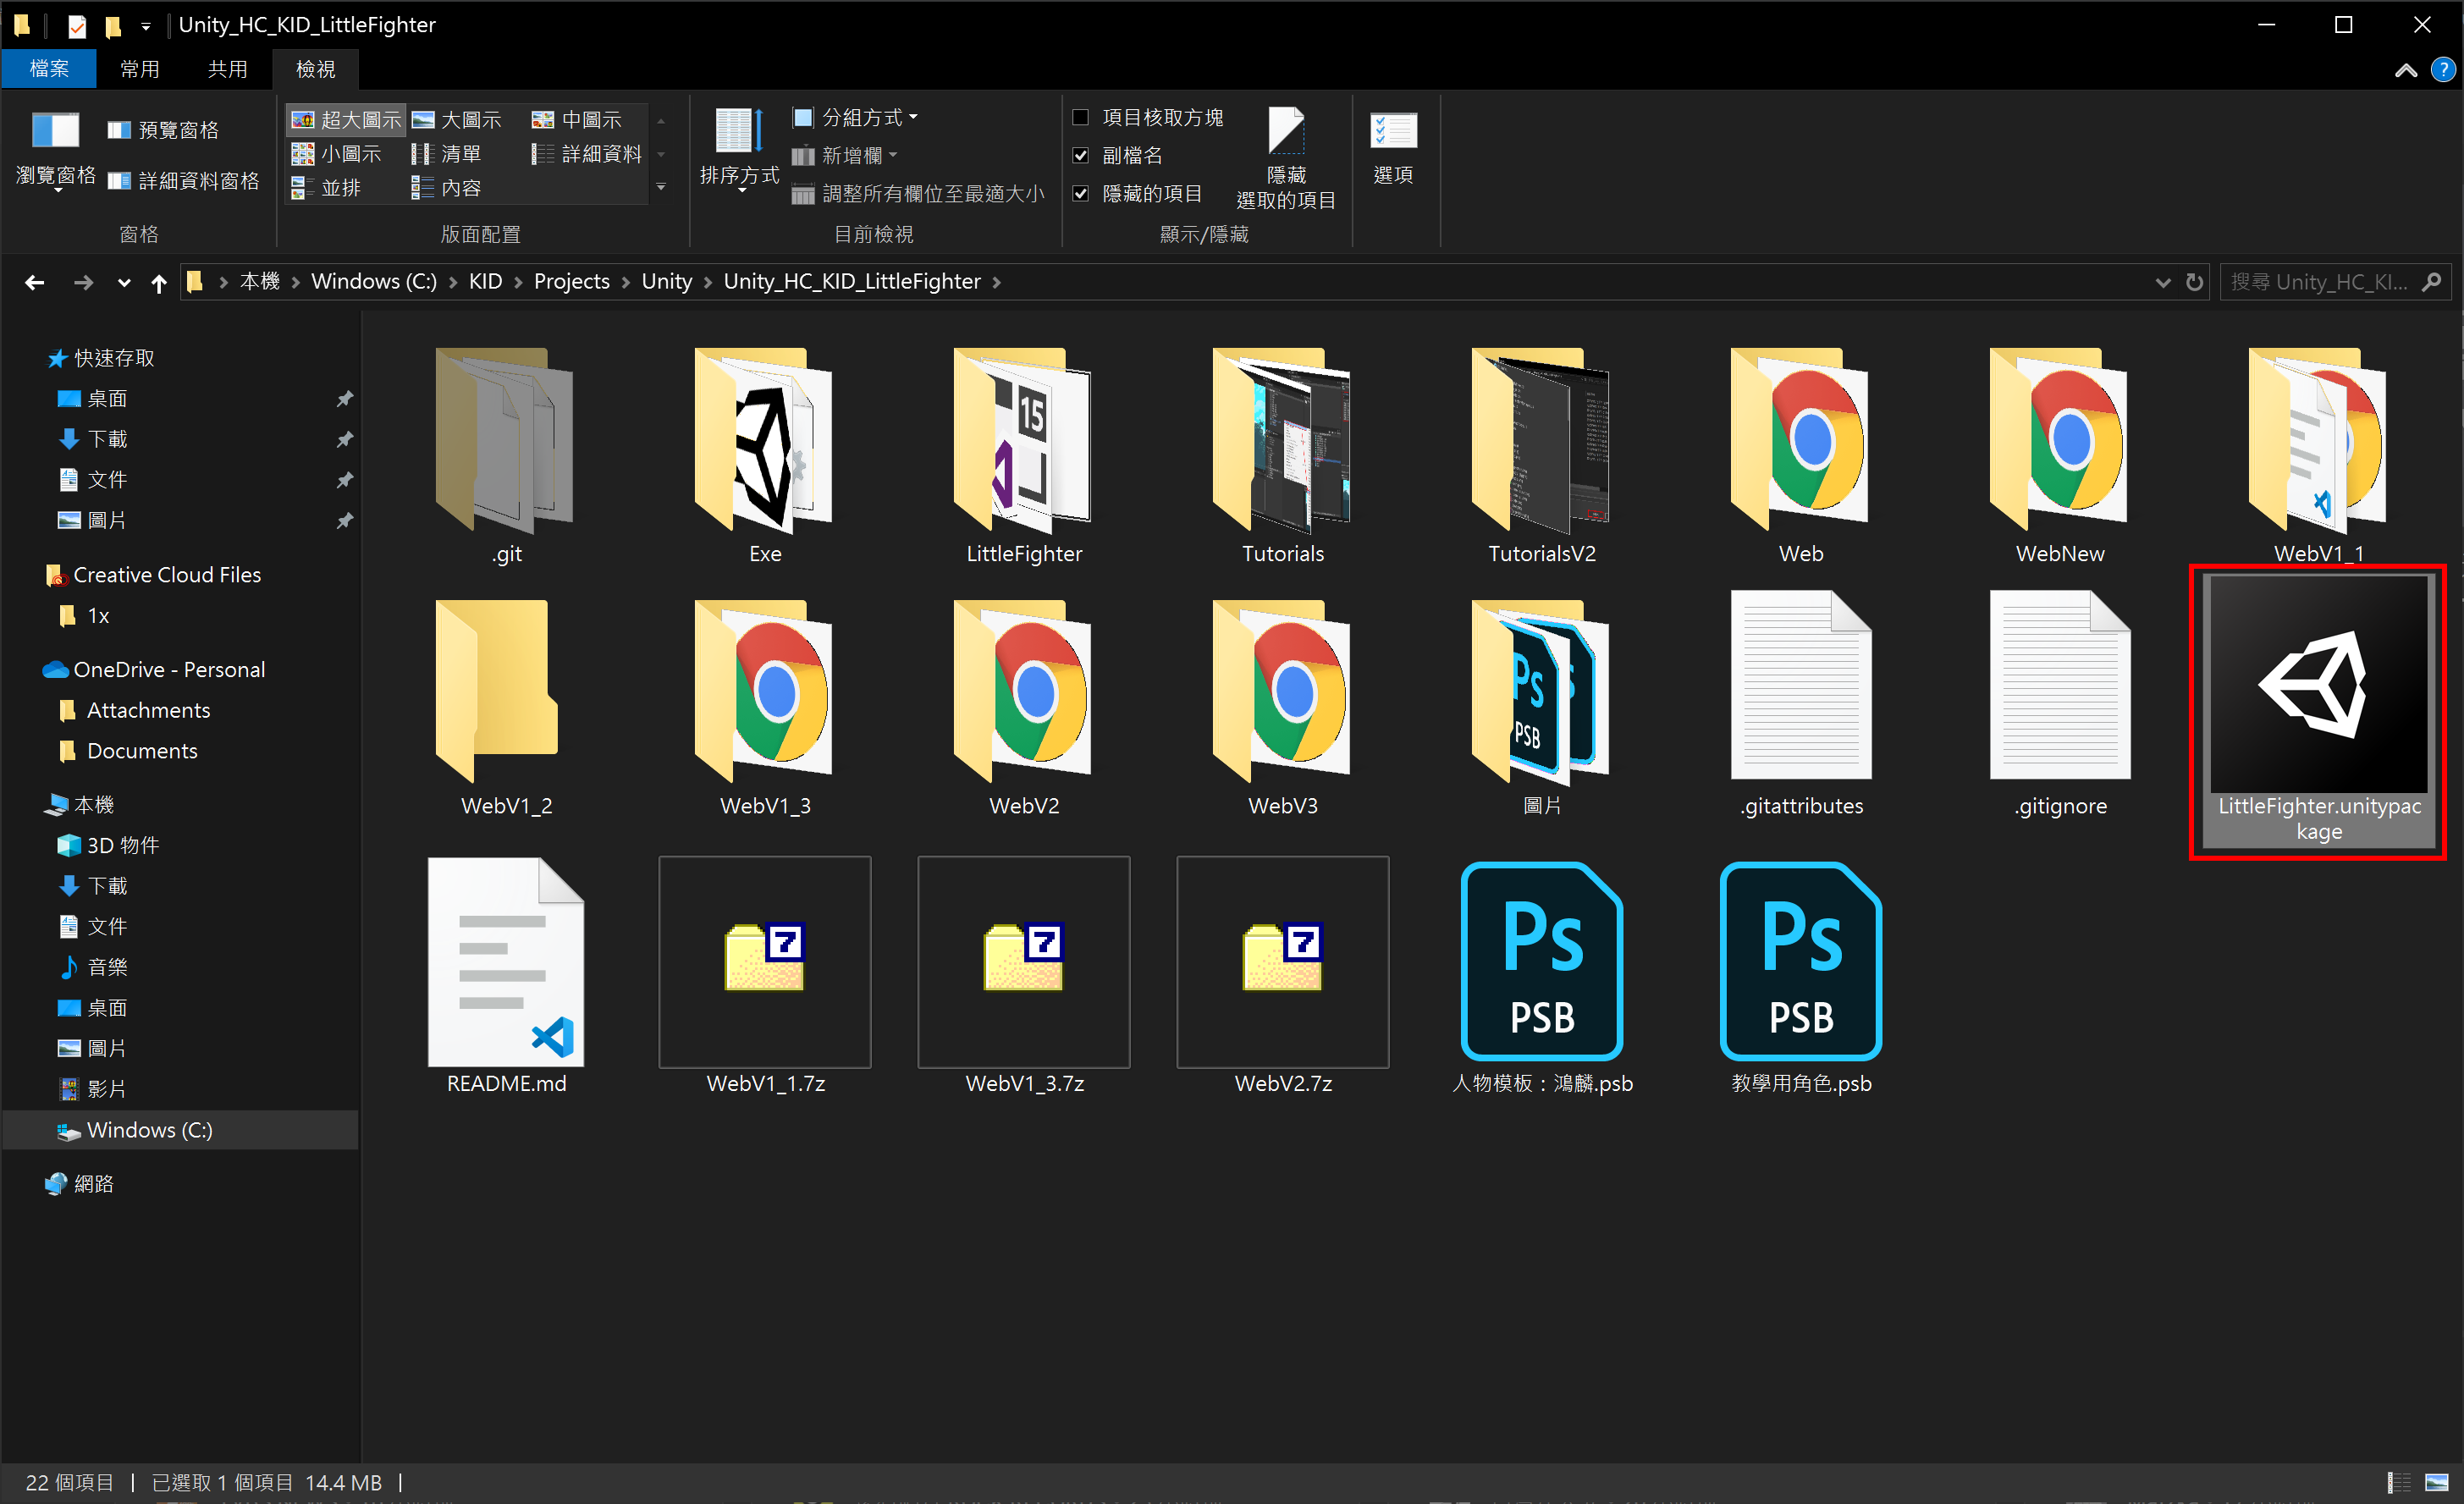 Unity_HC_KID_LittleFighter
檔案 常用 共用 檢視
瀏覽窗格
預覽窗格
詳細資料窗格
窗格
超大圖示 大圖示 中圖示
小圖示 清單 詳細資料
並排 內容
版面配置
排序方式
分組方式
新增欄
調整所有欄位至最適大小
目前檢視
項目核取方塊
副檔名
隱藏的項目
隱藏
選取的項目
顯示/隱藏
選項
本機 Windows (C:) KID Projects Unity Unity_HC_KID_LittleFighter
搜尋 Unity_HC_KI...
快速存取
桌面
下載
文件
圖片
Creative Cloud Files
1x
OneDrive - Personal
Attachments
Documents
本機
3D 物件
下載
文件
音樂
桌面
圖片
影片
Windows (C:)
網路
15
.git Exe LittleFighter Tutorials TutorialsV2 Web WebNew WebV1_1
Ps
PSB
WebV1_2 WebV1_3 WebV2 WebV3 圖片 .gitattributes .gitignore LittleFighter.unitypac
kage
7 7 7
Ps Ps
PSB PSB
README.md WebV1_1.7z WebV1_3.7z WebV2.7z 人物模板：鴻麟.psb 教學用角色.psb
22 個項目 已選取 1 個項目 14.4 MB